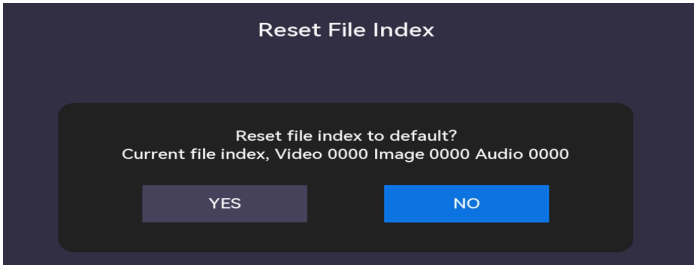 Reset File Index
Reset file index to default?
Current file index, Video 0000 Image 0000 Audio 0000
YES
NO